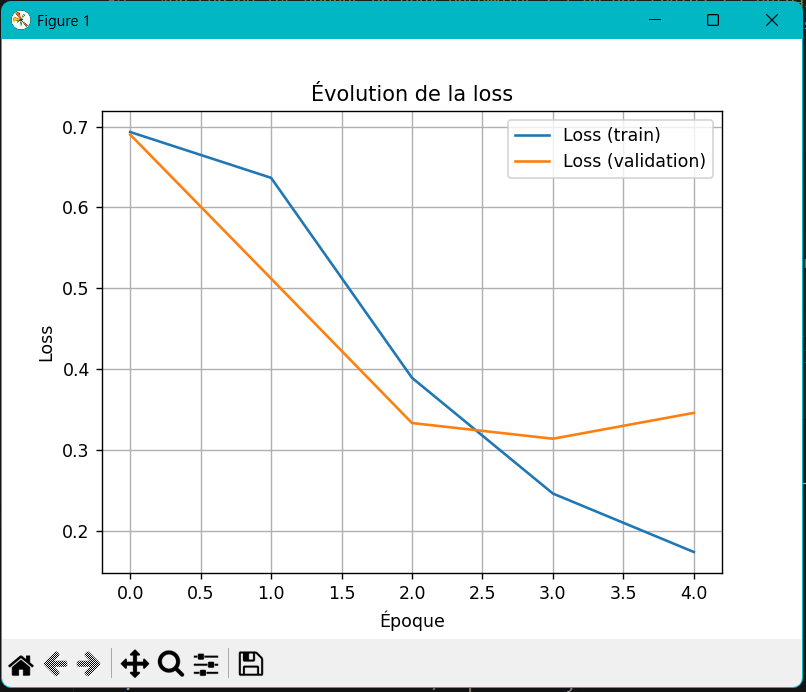 Figure 1
Évolution de la loss
Loss (train)
Loss (validation)
0.7
0.6
0.5
0.4
0.3
0.2
Loss
0.0 0.5 1.0 1.5 2.0 2.5 3.0 3.5 4.0
Époque